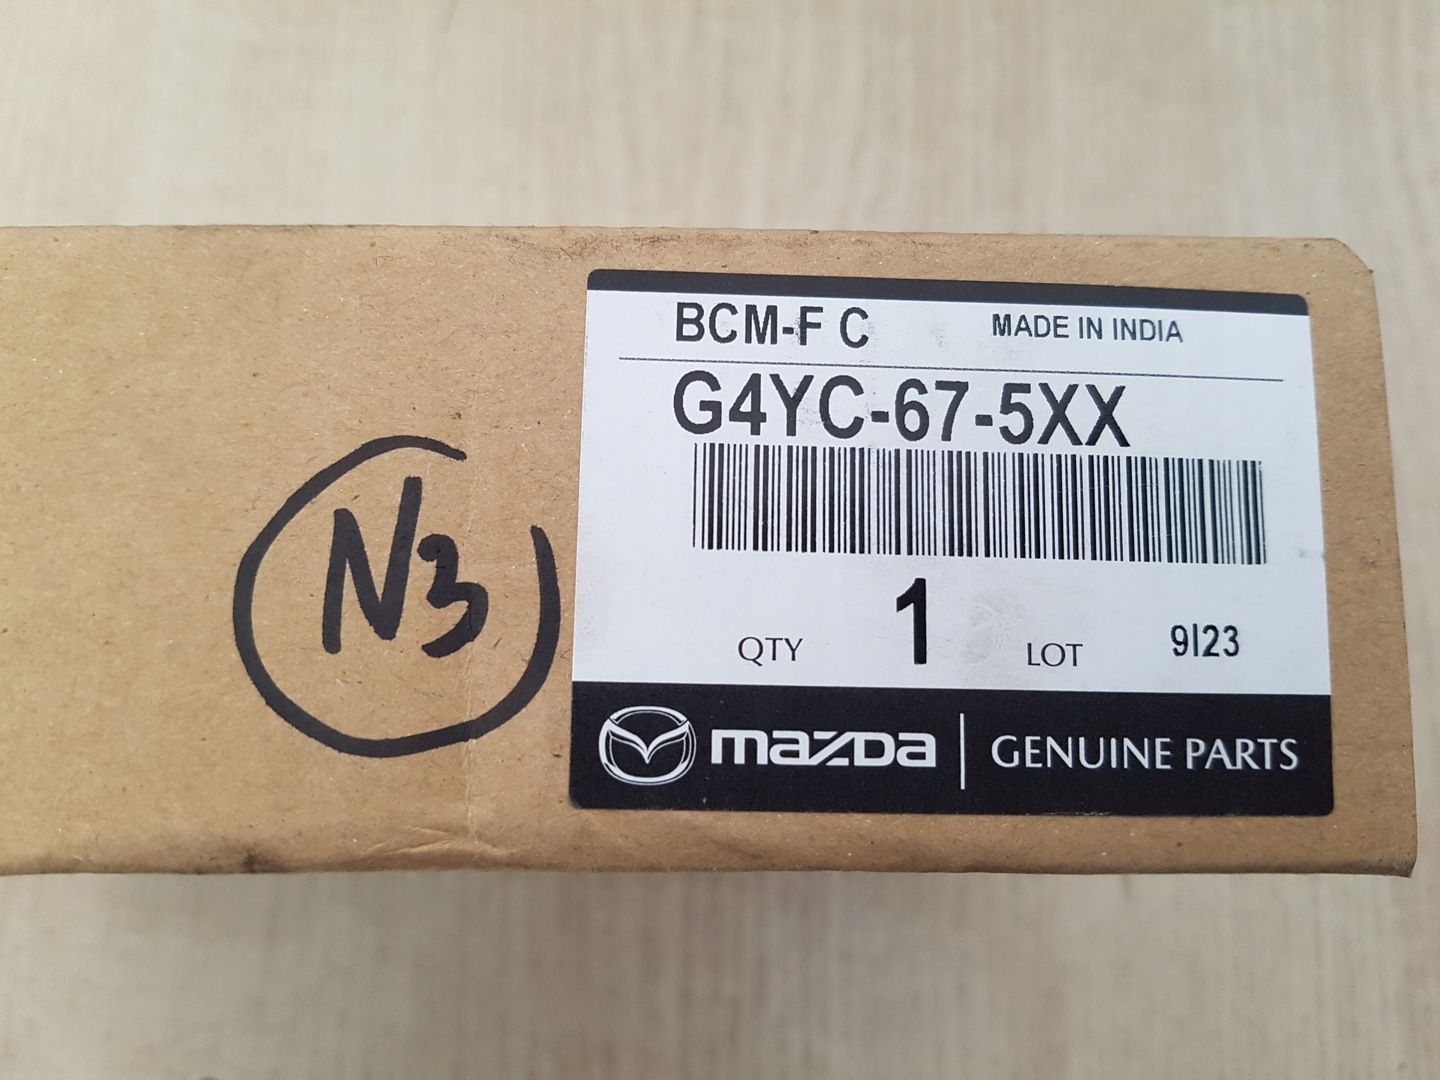 BCM-F C MADE IN INDIA
G4YC-67-5XX
QTY 1 LOT 9I23
mazda GENUINE PARTS
N3